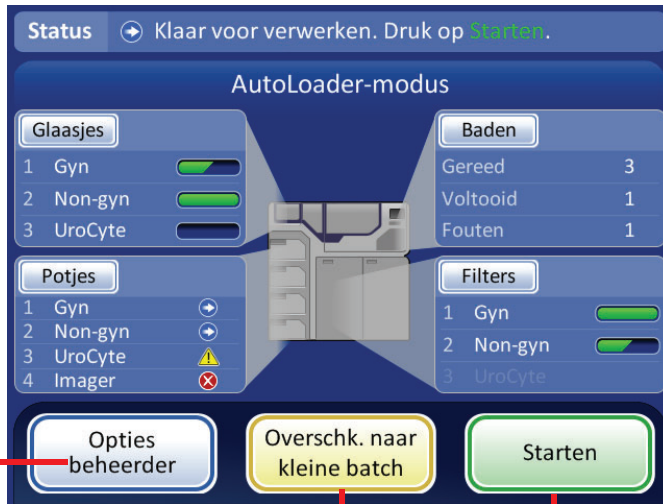 Status Klaar voor verwerken. Druk op Starten.
AutoLoader-modus
Glaasjes
1 Gyn
2 Non-gyn
3 UroCyte
Baden
Gereed 3
Voltooid 1
Fouten 1
Potjes
1 Gyn
2 Non-gyn
3 UroCyte
4 Imager
Filters
1 Gyn
2 Non-gyn
3 UroCyte
Opties
beheerder
Overschk. naar
kleine batch
Starten